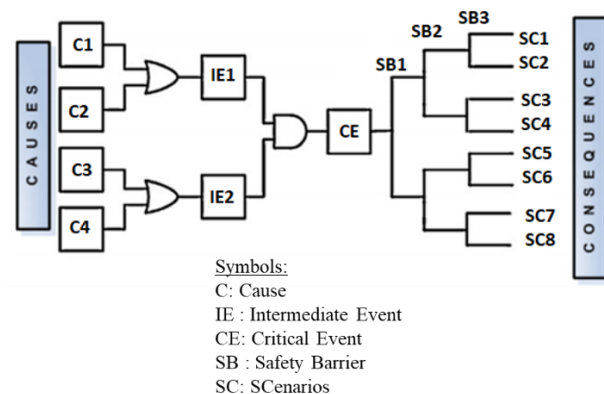 CAUSES
C1
C2
C3
C4
IE1
IE2
CE
SB1
SB2
SB3
SC1
SC2
SC3
SC4
SC5
SC6
SC7
SC8
CONSEQUENCES
Symbols:
C: Cause
IE : Intermediate Event
CE: Critical Event
SB : Safety Barrier
SC: SCenarios